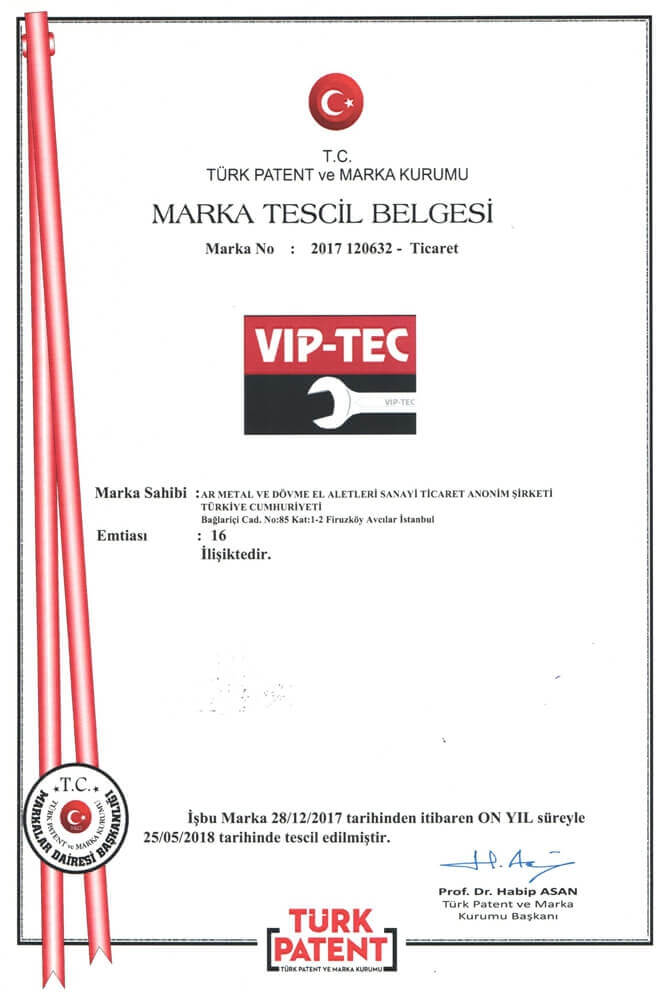 T.C.
TÜRK PATENT ve MARKA KURUMU
MARKA TESCİL BELGESİ
Marka No : 2017 120632 - Ticaret
VIP-TEC
VIP-TEC
Marka Sahibi : AR METAL VE DÖVME EL ALETLERİ SANAYİ TİCARET ANONİM ŞİRKETİ
TÜRKİYE CUMHURİYETİ
Bağlariçi Cad. No:85 Kat:1-2 Firuzköy Avcılar İstanbul
Emtiası : 16
İlişiktedir.
İşbu Marka 28/12/2017 tarihinden itibaren ON YIL süreyle
25/05/2018 tarihinde tescil edilmiştir.
T.C.
TÜRK PATENT ve MARKA KURUMU
MARKALAR DAİRESİ BAŞKANLIĞI
Prof. Dr. Habip ASAN
Türk Patent ve Marka
Kurumu Başkanı
TÜRK
PATENT
TÜRK PATENT VE MARKA KURUMU